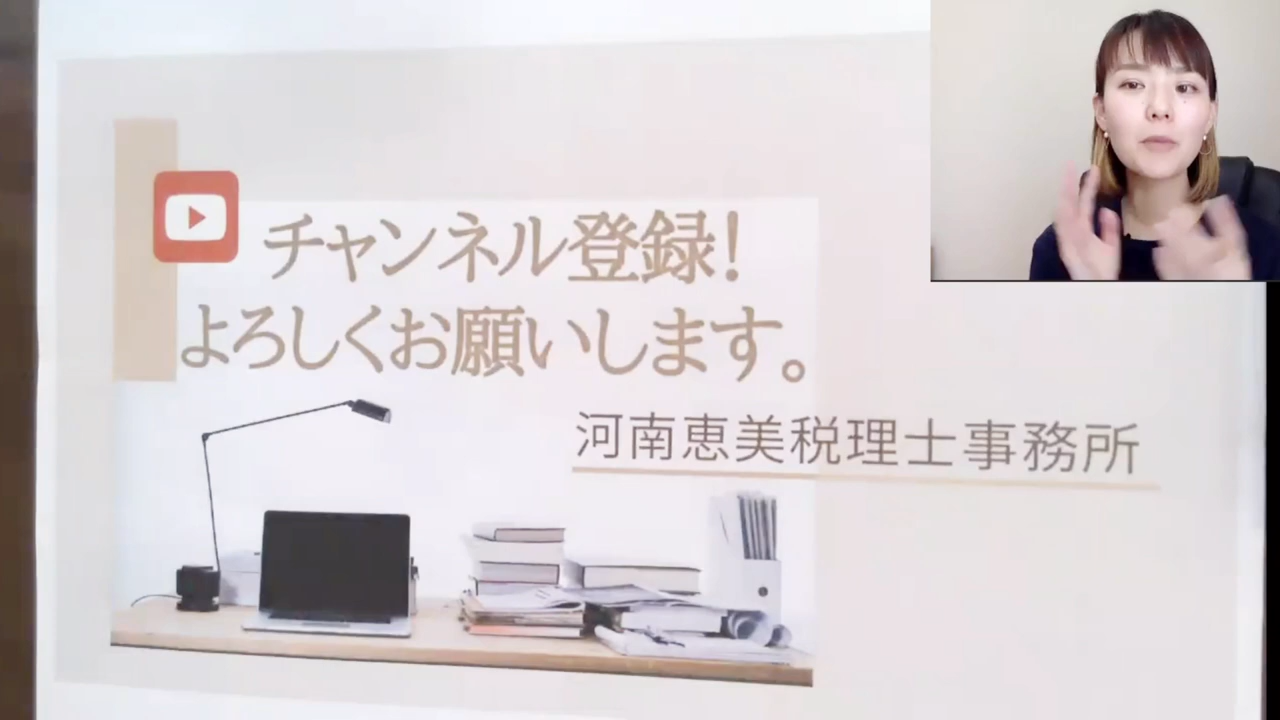 チャンネル登録!
よろしくお願いします。
河南恵美税理士事務所